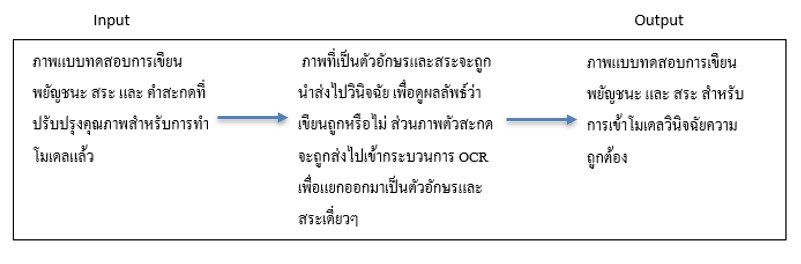 Input
Output
ภาพแบบทดสอบการเขียน
พยัญชนะ สระ และ คำสะกดที่
ปรับปรุงคุณภาพสำหรับการทำ
โมเดลแล้ว
ภาพที่เป็นตัวอักษรและสระจะถูก
นำส่งไปวินิจฉัย เพื่อดูผลลัพธ์ว่า
เขียนถูกหรือไม่ ส่วนภาพตัวสะกด
จะถูกส่งไปเข้ากระบวนการ OCR
เพื่อแยกออกมาเป็นตัวอักษรและ
สระเดี่ยวๆ
ภาพแบบทดสอบการเขียน
พยัญชนะ และ สระ สำหรับ
การเข้าโมเดลวินิจฉัยความ
ถูกต้อง